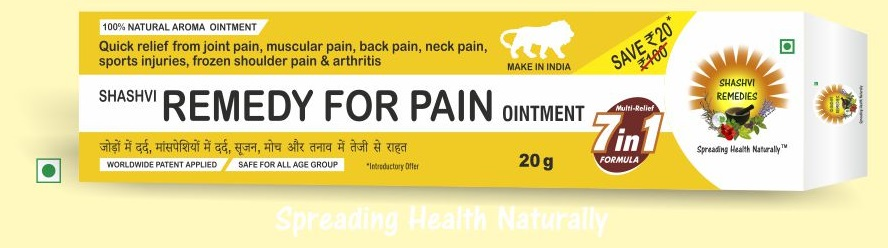 100% NATURAL AROMA OINTMENT
Quick relief from joint pain, muscular pain, back pain, neck pain,
sports injuries, frozen shoulder pain & arthritis
MAKE IN INDIA
SAVE ₹20*
₹100
SHASHVI REMEDY FOR PAIN OINTMENT
Multi-Relief
7 in 1
FORMULA
SHASHVI
REMEDIES
Spreading Health Naturally™
जोड़ों में दर्द, मांसपेशियों में दर्द, सूजन, मोच और तनाव में तेजी से राहत
WORLDWIDE PATENT APPLIED
SAFE FOR ALL AGE GROUP
*Introductory Offer
20 g
Spreading Health Naturally